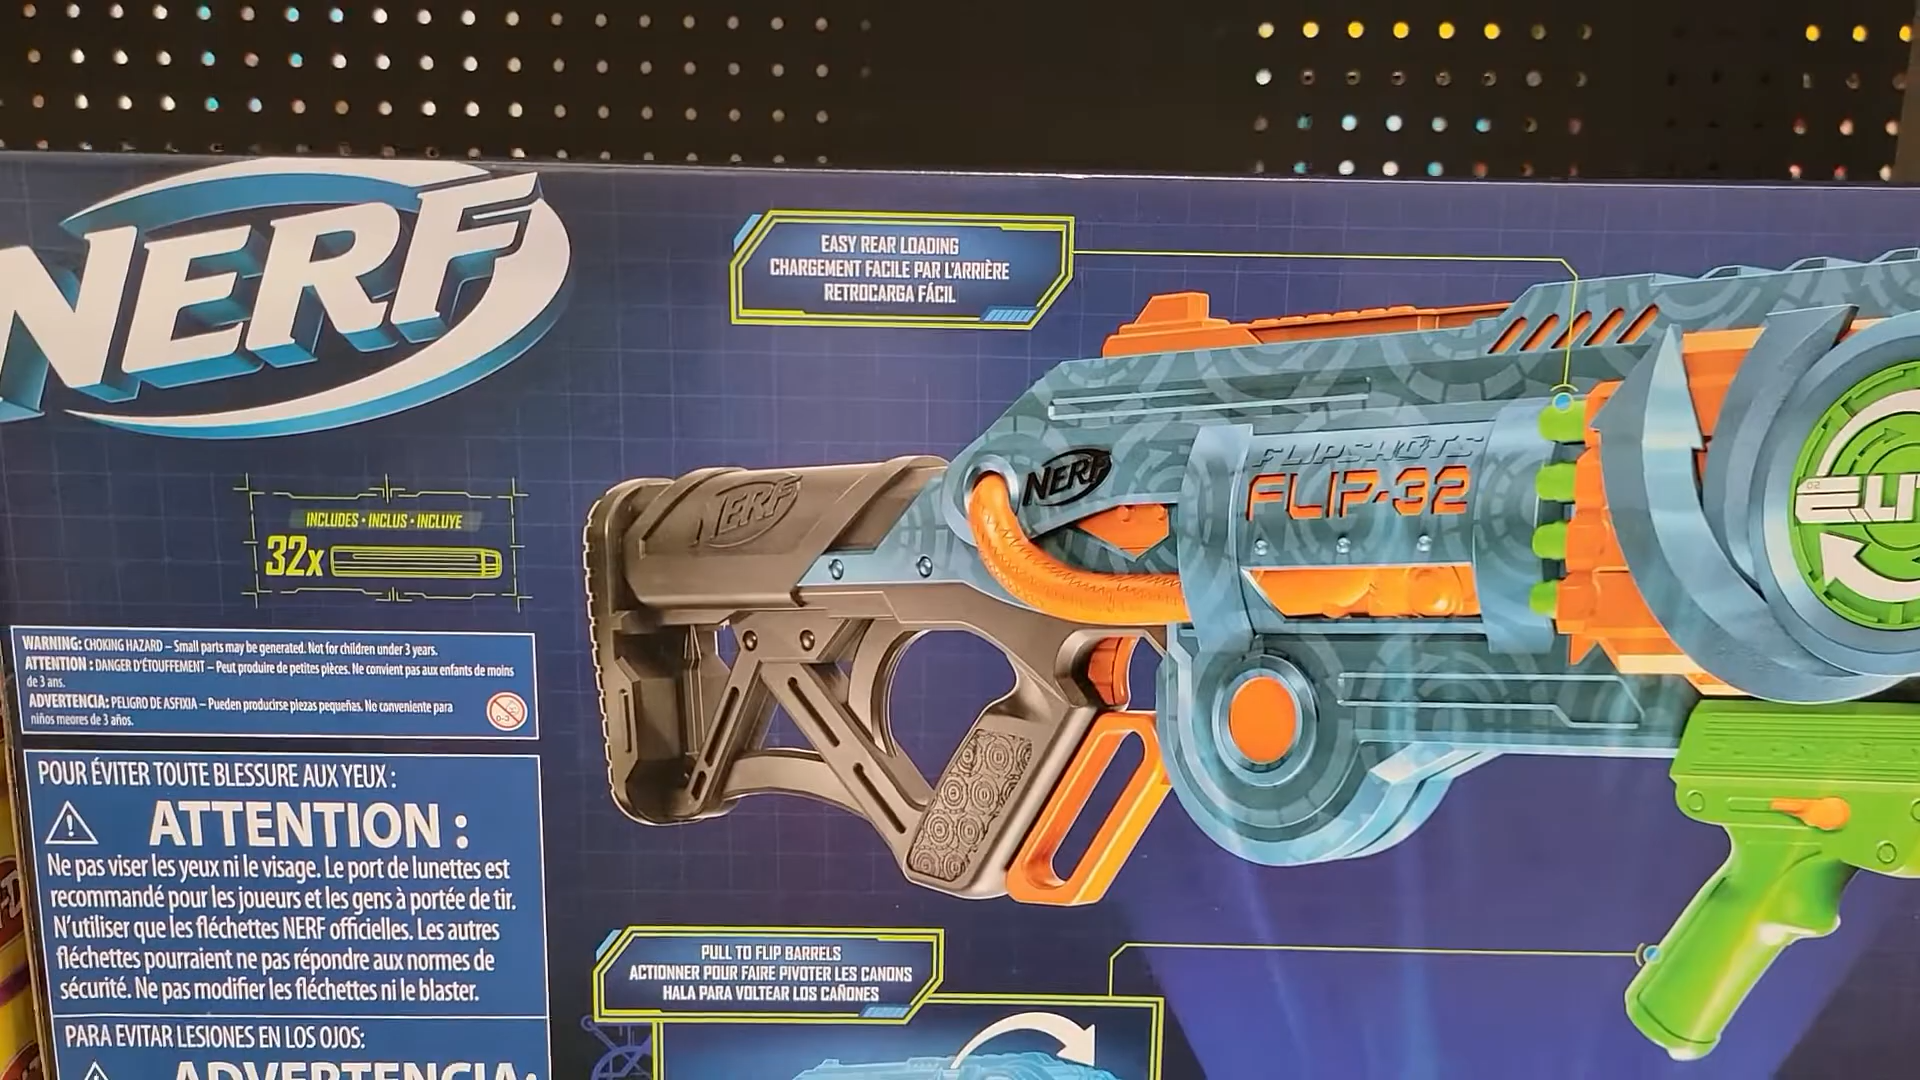 NERF
EASY REAR LOADING
CHARGEMENT FACILE PAR L'ARRIÈRE
RETROCARGA FÁCIL
NERF
NERF
FLIPSHOTS
FLIP-32
INCLUDES • INCLUS • INCLUYE
32x
WARNING: CHOKING HAZARD – Small parts may be generated. Not for children under 3 years.
ATTENTION : DANGER D'ÉTOUFFEMENT – Peut produire de petites pièces. Ne convient pas aux enfants de moins
de 3 ans.
ADVERTENCIA: PELIGRO DE ASFIXIA – Pueden producirse piezas pequeñas. No conveniente para
niños meores de 3 años.
0-3
POUR ÉVITER TOUTE BLESSURE AUX YEUX :
ATTENTION :
Ne pas viser les yeux ni le visage. Le port de lunettes est
recommandé pour les joueurs et les gens à portée de tir.
N'utiliser que les fléchettes NERF officielles. Les autres
fléchettes pourraient ne pas répondre aux normes de
sécurité. Ne pas modifier les fléchettes ni le blaster.
PARA EVITAR LESIONES EN LOS OJOS:
ADVERTENCIA:
PULL TO FLIP BARRELS
ACTIONNER POUR FAIRE PIVOTER LES CANONS
HALA PARA VOLTEAR LOS CAÑONES